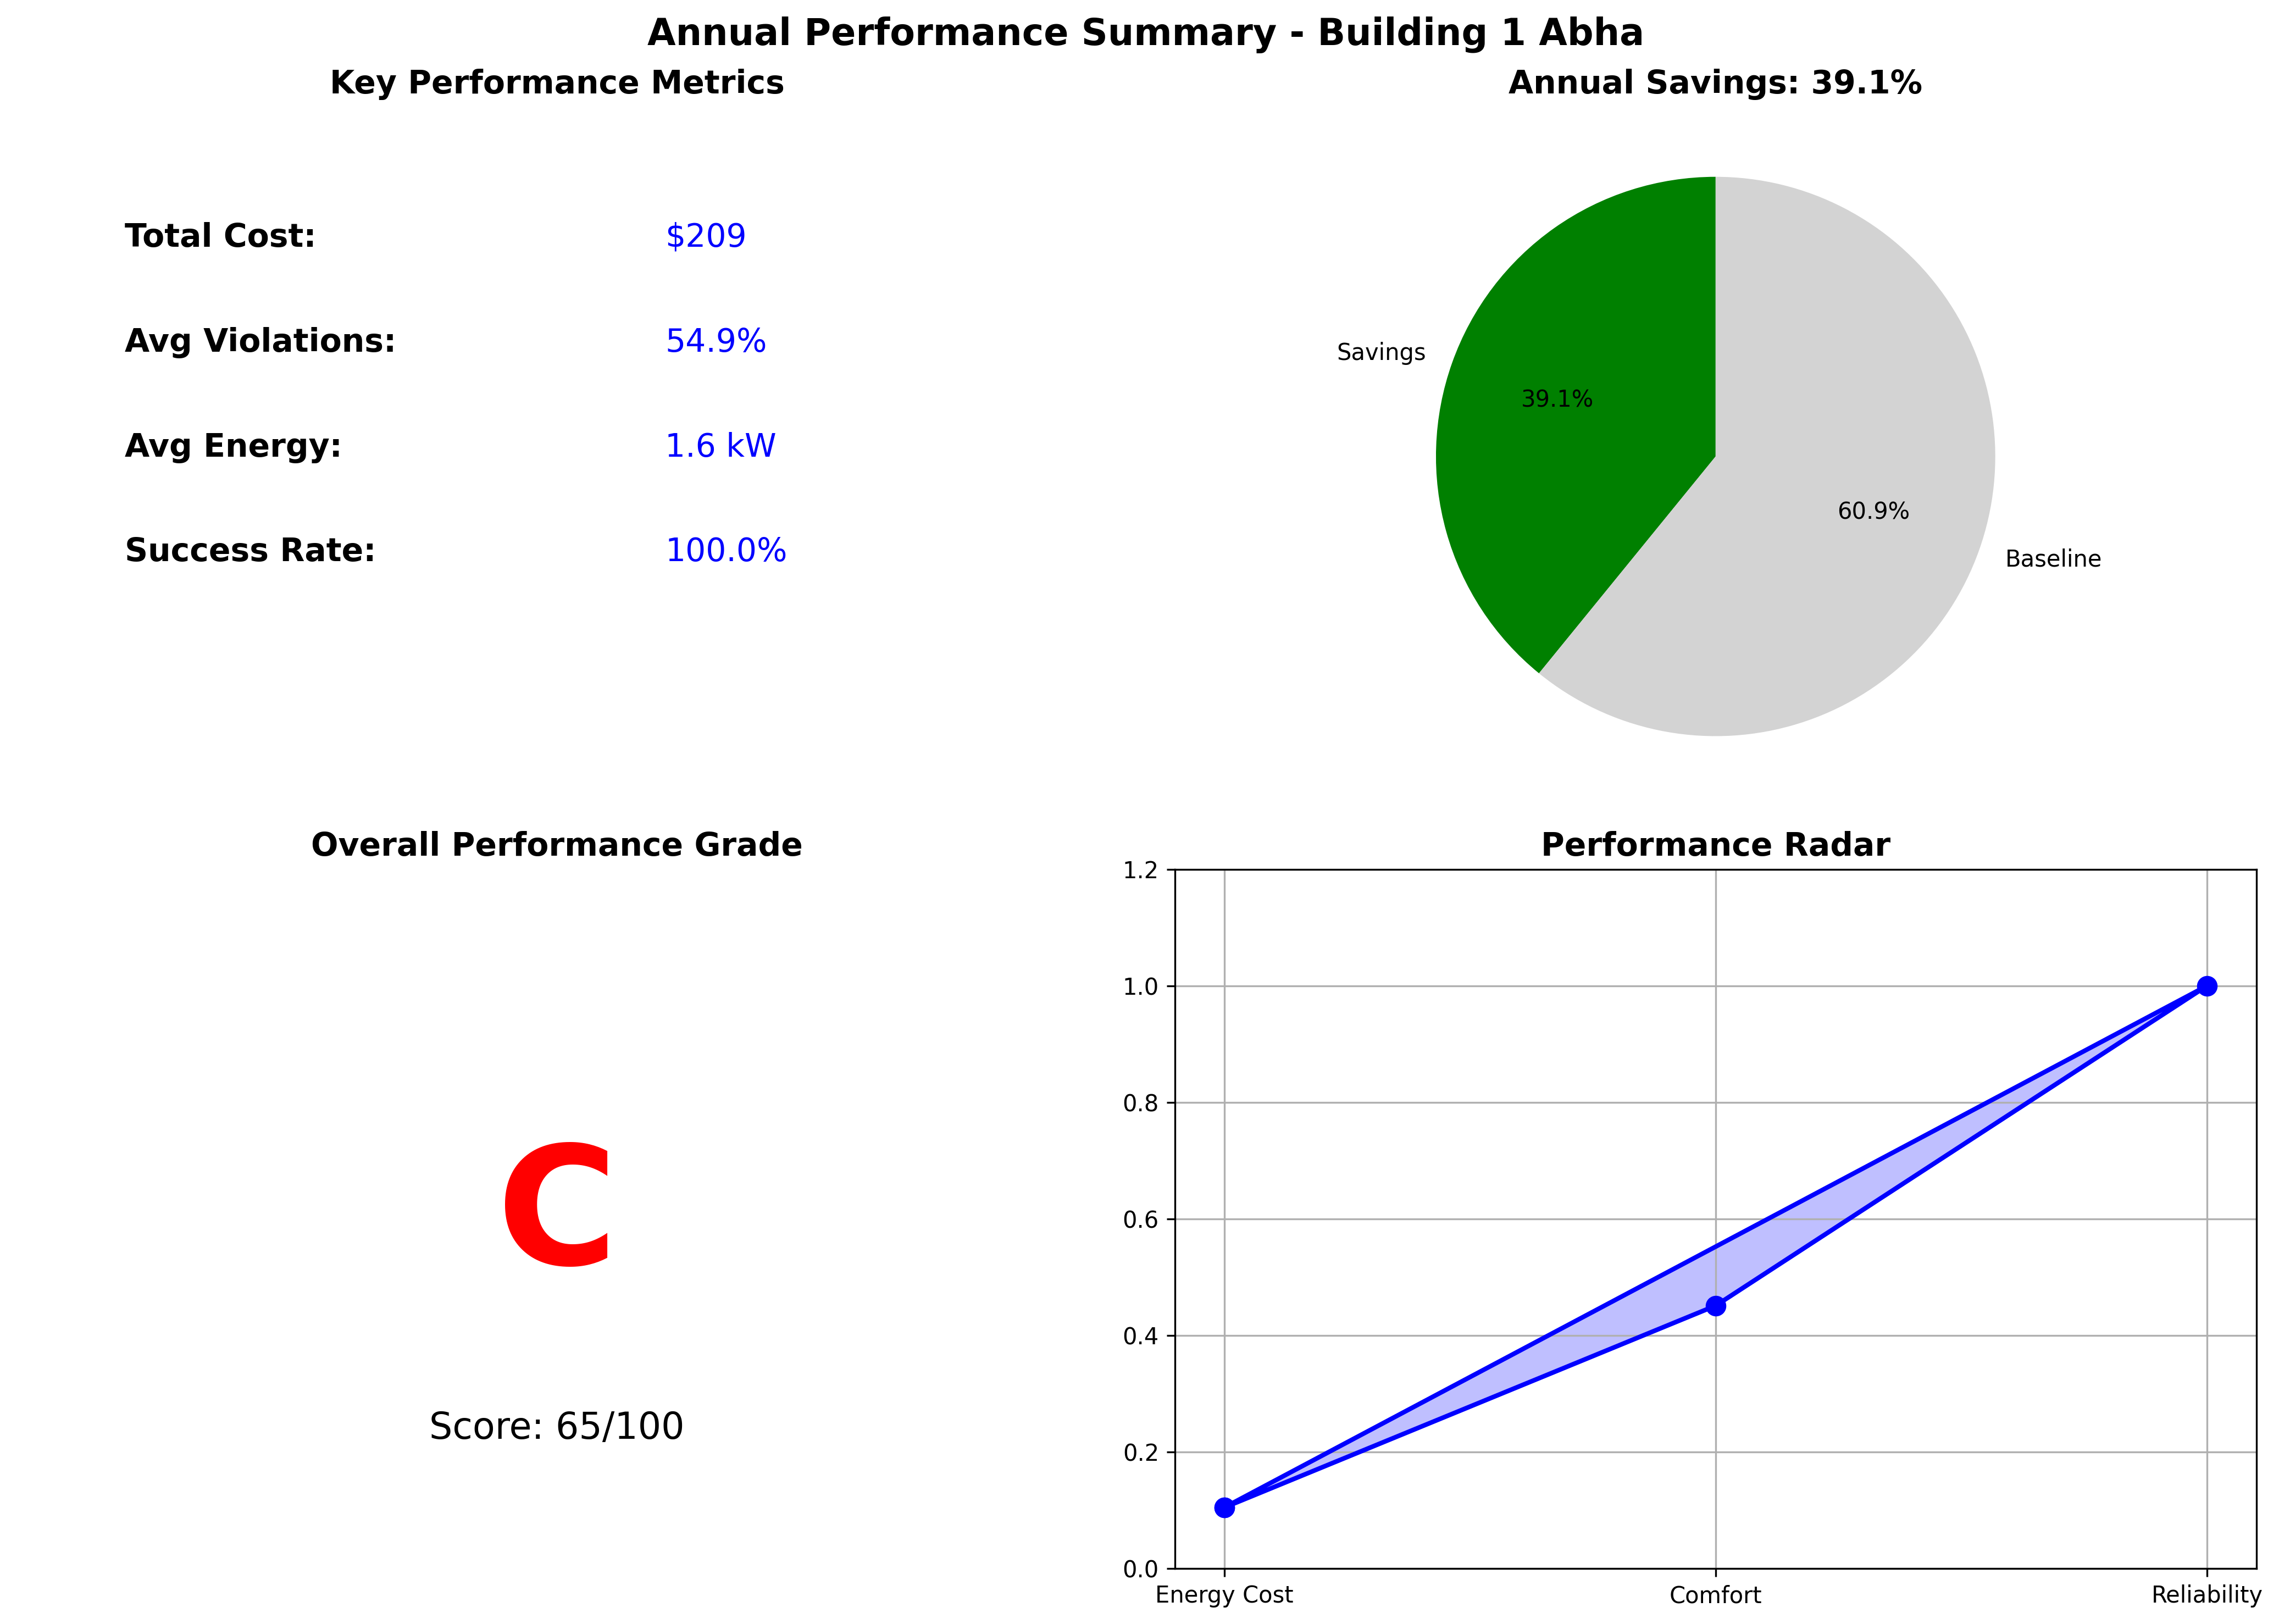 Annual Performance Summary - Building 1 Abha
Key Performance Metrics
Total Cost: $209
Avg Violations: 54.9%
Avg Energy: 1.6 kW
Success Rate: 100.0%
Annual Savings: 39.1%
Savings
39.1%
60.9%
Baseline
Overall Performance Grade
C
Score: 65/100
Performance Radar
1.2
1.0
0.8
0.6
0.4
0.2
0.0
Energy Cost Comfort Reliability